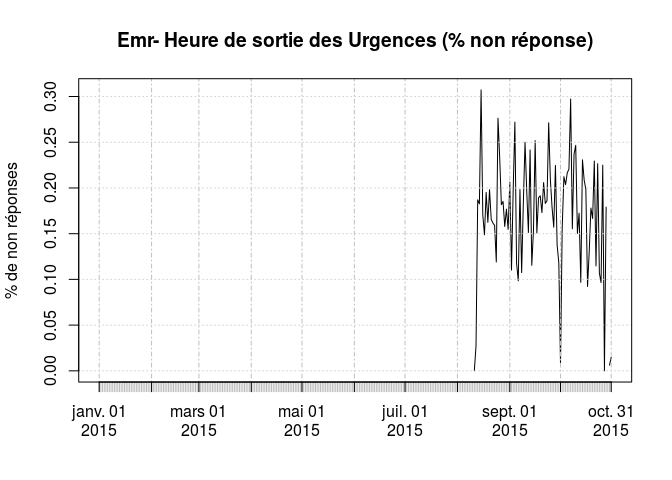 Emr- Heure de sortie des Urgences (% non réponse)
% de non réponses
0.30
0.25
0.20
0.15
0.10
0.05
0.00
janv. 01 mars 01 mai 01 juil. 01 sept. 01 oct. 31
2015 2015 2015 2015 2015 2015